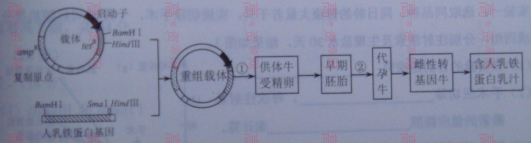 启动子
载体
BamH I
Hind III
amp^R
tet^R
复制原点
BamH I
Sma I
Hind III
人乳铁蛋白基因
重组载体
①
供体牛
受精卵
早期
胚胎
②
代
孕
牛
雌性转
基因牛
含人乳铁
蛋白乳汁